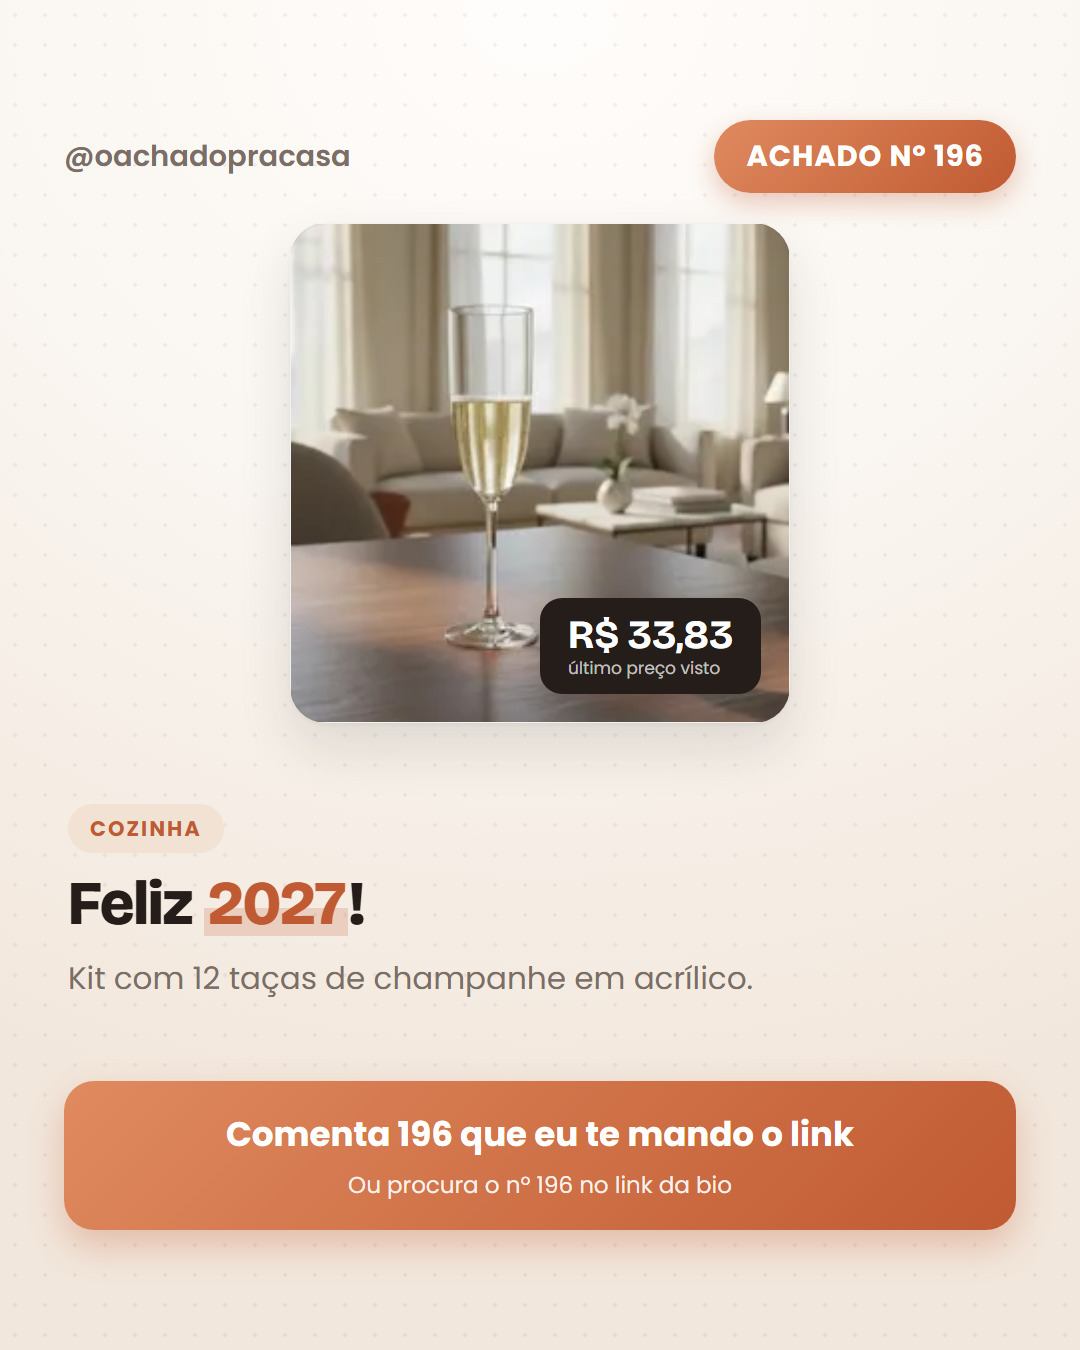 @oachadopracasa
ACHADO Nº 196
R$ 33,83
último preço visto
COZINHA
Feliz 2027!
Kit com 12 taças de champanhe em acrílico.
Comenta 196 que eu te mando o link
Ou procura o nº 196 no link da bio